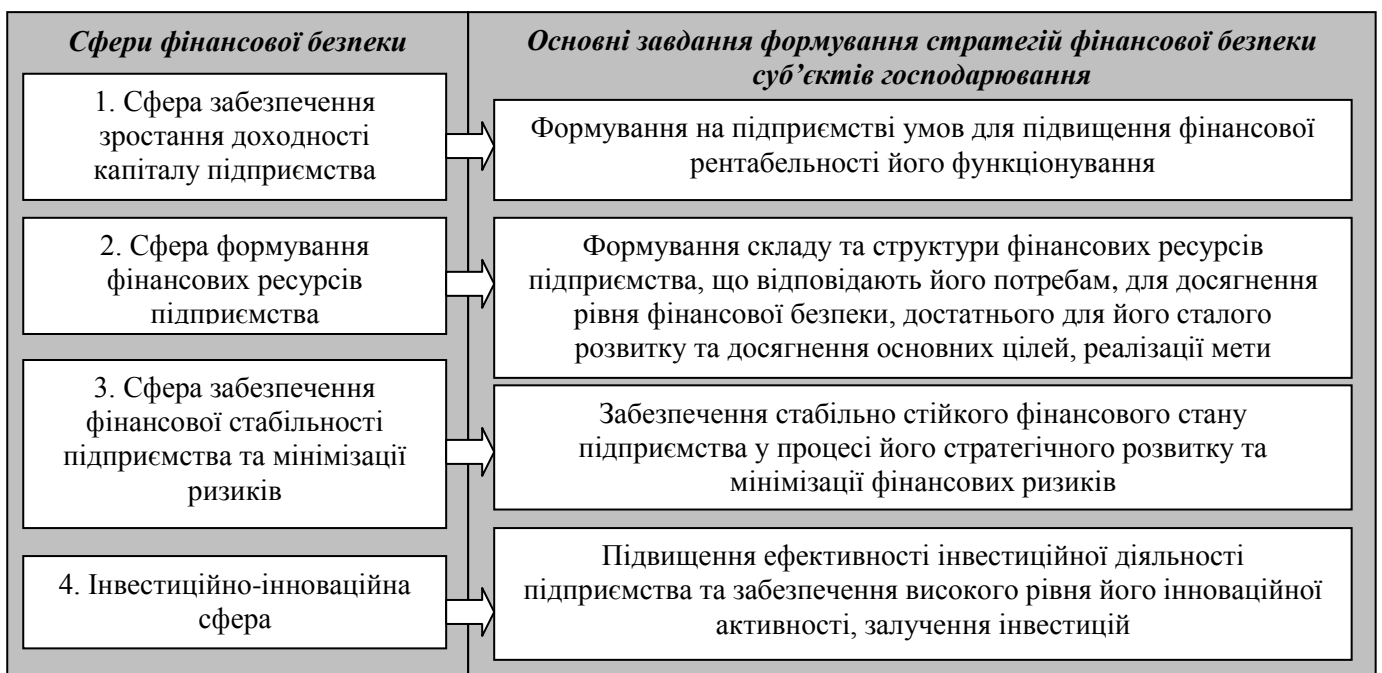 Сфери фінансової безпеки
Основні завдання формування стратегій фінансової безпеки
суб’єктів господарювання
1. Сфера забезпечення
зростання доходності
капіталу підприємства
Формування на підприємстві умов для підвищення фінансової
рентабельності його функціонування
2. Сфера формування
фінансових ресурсів
підприємства
Формування складу та структури фінансових ресурсів
підприємства, що відповідають його потребам, для досягнення
рівня фінансової безпеки, достатнього для його сталого
розвитку та досягнення основних цілей, реалізації мети
3. Сфера забезпечення
фінансової стабільності
підприємства та мінімізації
ризиків
Забезпечення стабільно стійкого фінансового стану
підприємства у процесі його стратегічного розвитку та
мінімізації фінансових ризиків
4. Інвестиційно-інноваційна
сфера
Підвищення ефективності інвестиційної діяльності
підприємства та забезпечення високого рівня його інноваційної
активності, залучення інвестицій